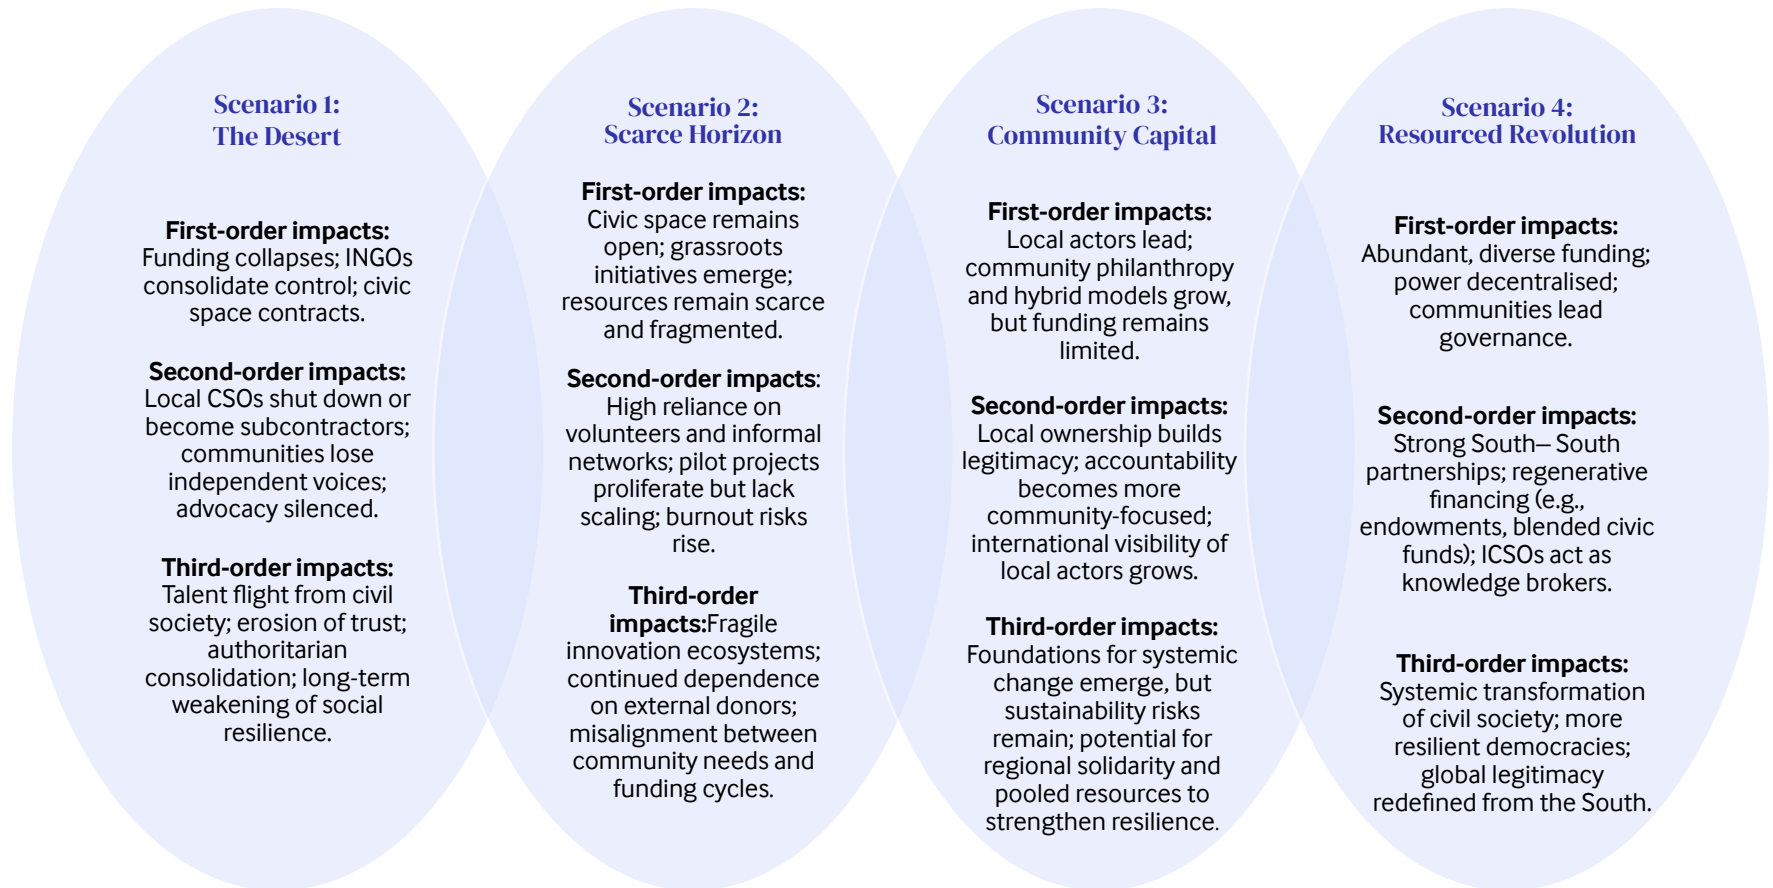 Scenario 1:
The Desert
First-order impacts:
Funding collapses; INGOs
consolidate control; civic
space contracts.
Second-order impacts:
Local CSOs shut down or
become subcontractors;
communities lose
independent voices;
advocacy silenced.
Third-order impacts:
Talent flight from civil
society; erosion of trust;
authoritarian
consolidation; long-term
weakening of social
resilience.
Scenario 2:
Scarce Horizon
First-order impacts:
Civic space remains
open; grassroots
initiatives emerge;
resources remain scarce
and fragmented.
Second-order impacts:
High reliance on
volunteers and informal
networks; pilot projects
proliferate but lack
scaling; burnout risks
rise.
Third-order
impacts:Fragile
innovation ecosystems;
continued dependence
on external donors;
misalignment between
community needs and
funding cycles.
Scenario 3:
Community Capital
First-order impacts:
Local actors lead;
community philanthropy
and hybrid models grow,
but funding remains
limited.
Second-order impacts:
Local ownership builds
legitimacy; accountability
becomes more
community-focused;
international visibility of
local actors grows.
Third-order impacts:
Foundations for systemic
change emerge, but
sustainability risks
remain; potential for
regional solidarity and
pooled resources to
strengthen resilience.
Scenario 4:
Resourced Revolution
First-order impacts:
Abundant, diverse funding;
power decentralised;
communities lead
governance.
Second-order impacts:
Strong South– South
partnerships; regenerative
financing (e.g.,
endowments, blended civic
funds); ICSOs act as
knowledge brokers.
Third-order impacts:
Systemic transformation
of civil society; more
resilient democracies;
global legitimacy
redefined from the South.